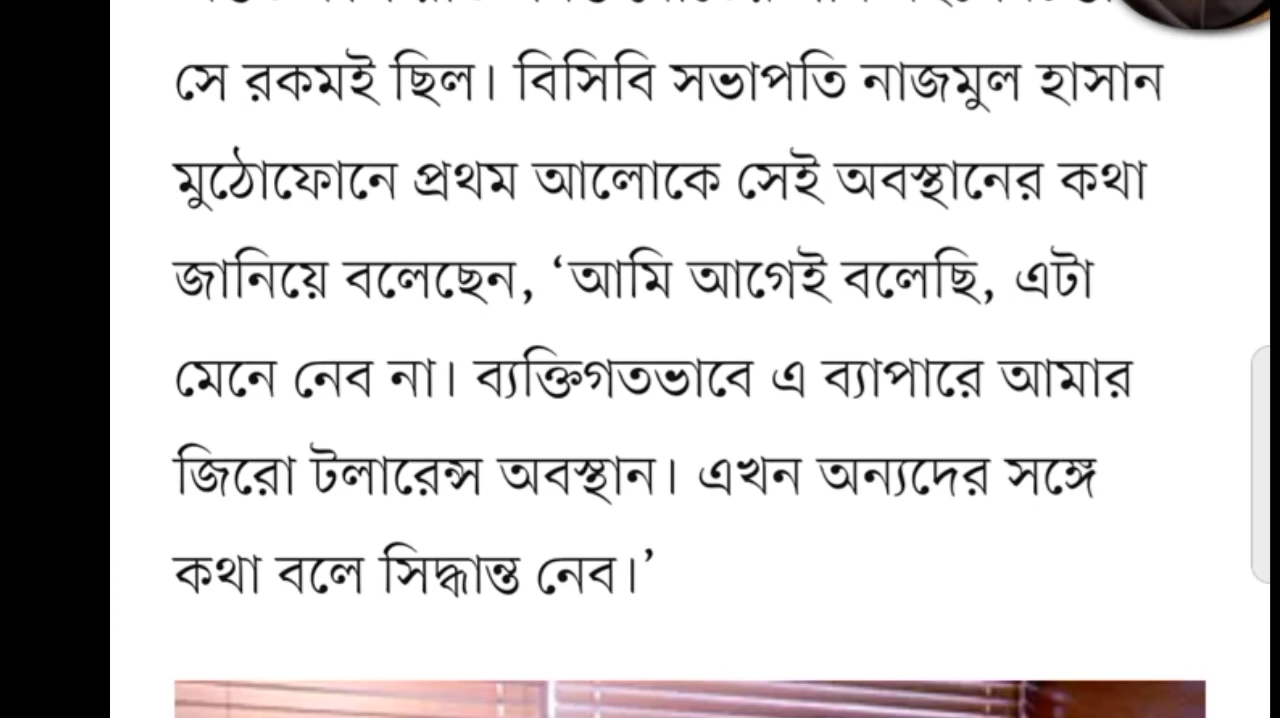 সে রকমই ছিল। বিসিবি সভাপতি নাজমুল হাসান
মুঠোফোনে প্রথম আলোকে সেই অবস্থানের কথা
জানিয়ে বলেছেন, ‘আমি আগেই বলেছি, এটা
মেনে নেব না। ব্যক্তিগতভাবে এ ব্যাপারে আমার
জিরো টলারেন্স অবস্থান। এখন অন্যদের সঙ্গে
কথা বলে সিদ্ধান্ত নেব।’